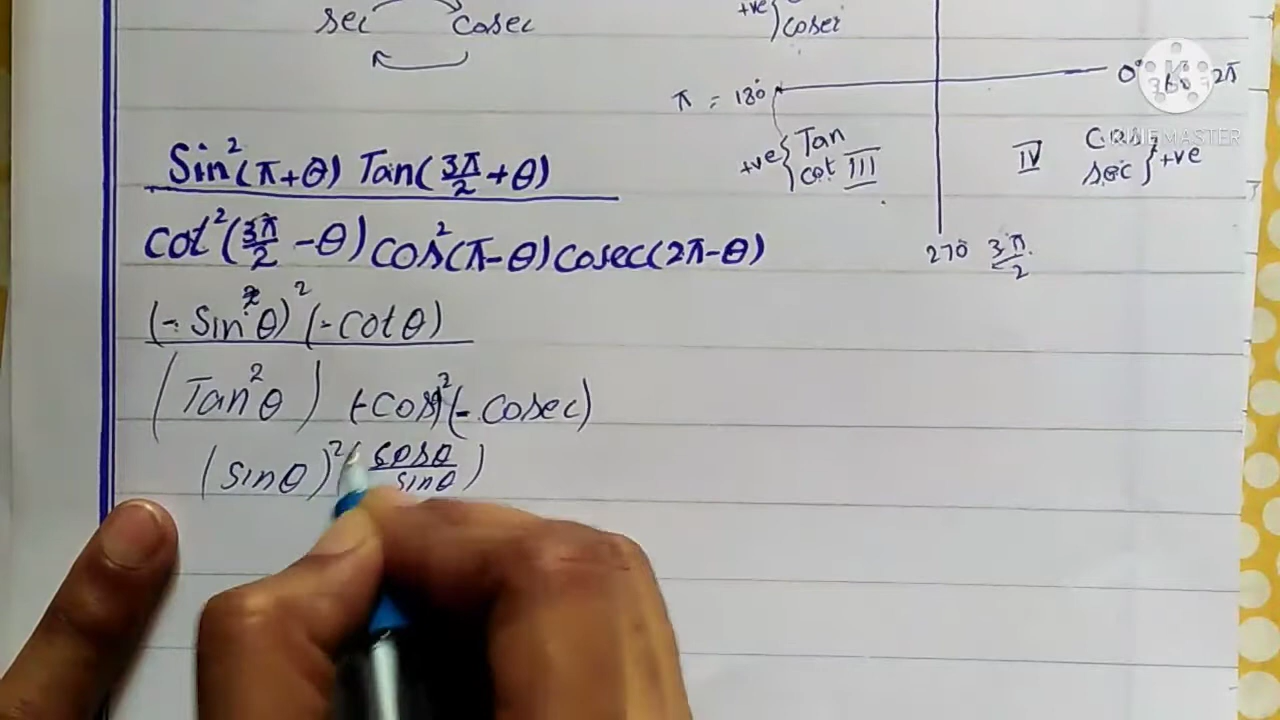 sec cosec
+ve } cosec
π = 180° 0° 360° = 2π
+ve { Tan cot III
IV cos, sec } +ve
270 3π/2
Sin²(π+θ) Tan(3π/2 +θ)
cot²(3π/2 -θ) cos²(π-θ) cosec(2π-θ)
(- Sin²θ)² (-cotθ)
(Tan²θ) (-cosθ)² (- cosec)
(sinθ)² ( cosθ/sinθ )